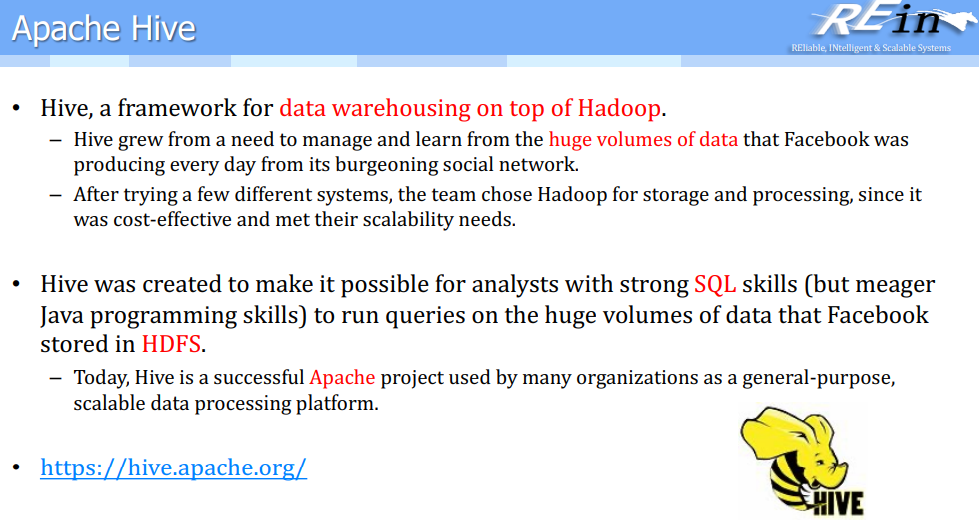 Apache Hive
REin
REliable, INtelligent & Scalable Systems
• Hive, a framework for data warehousing on top of Hadoop.
– Hive grew from a need to manage and learn from the huge volumes of data that Facebook was
producing every day from its burgeoning social network.
– After trying a few different systems, the team chose Hadoop for storage and processing, since it
was cost-effective and met their scalability needs.
• Hive was created to make it possible for analysts with strong SQL skills (but meager
Java programming skills) to run queries on the huge volumes of data that Facebook
stored in HDFS.
– Today, Hive is a successful Apache project used by many organizations as a general-purpose,
scalable data processing platform.
• https://hive.apache.org/
HIVE